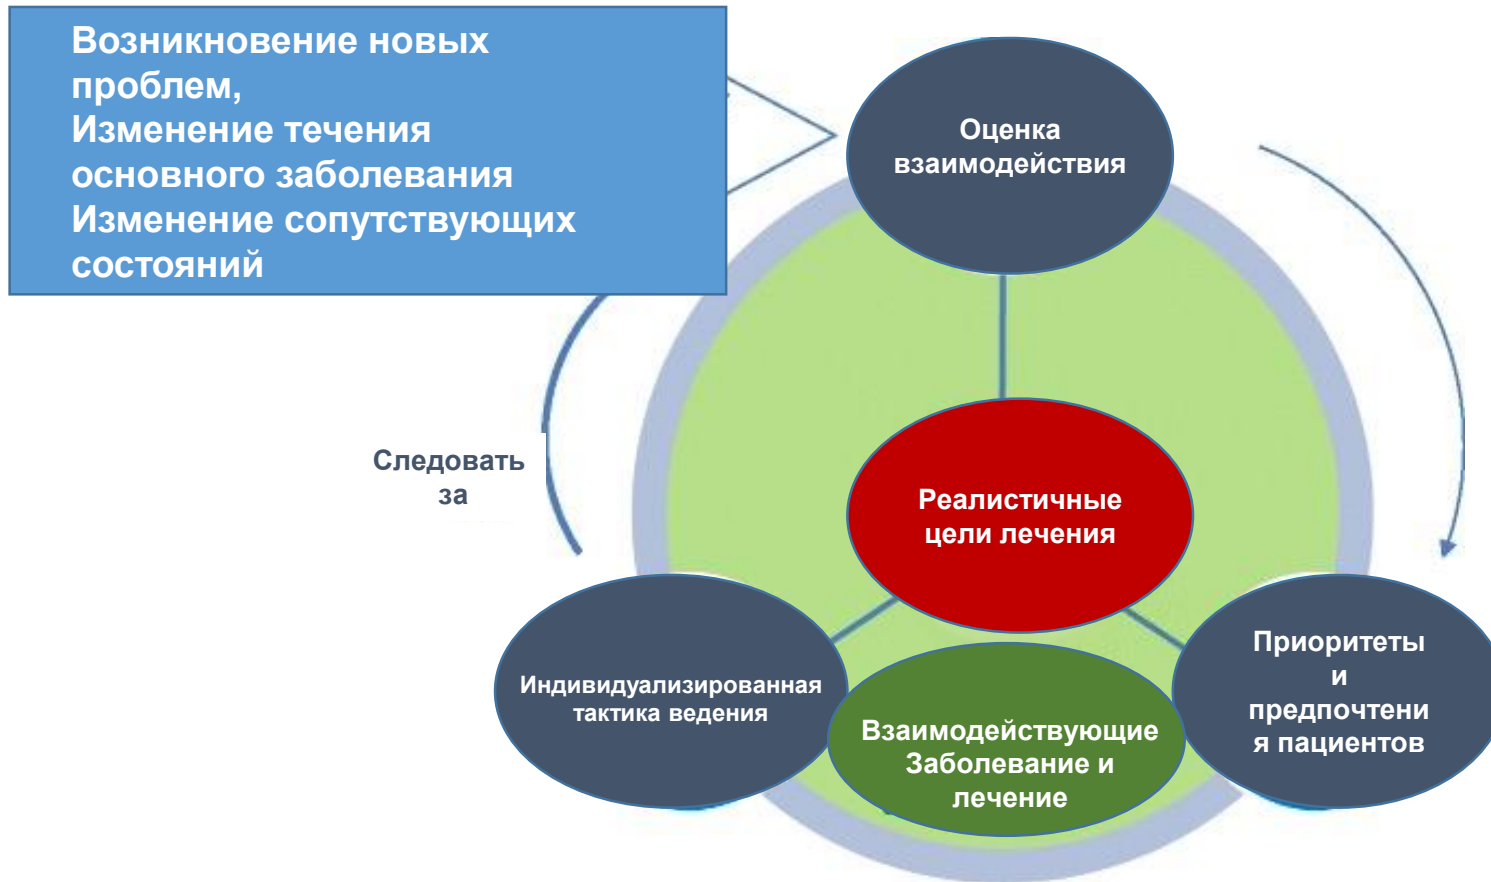 Возникновение новых
проблем,
Изменение течения
основного заболевания
Изменение сопутствующих
состояний
Оценка
взаимодействия
Следовать
за
Реалистичные
цели лечения
Индивидуализированная
тактика ведения
Взаимодействующие
Заболевание и
лечение
Приоритеты
и
предпочтени
я пациентов